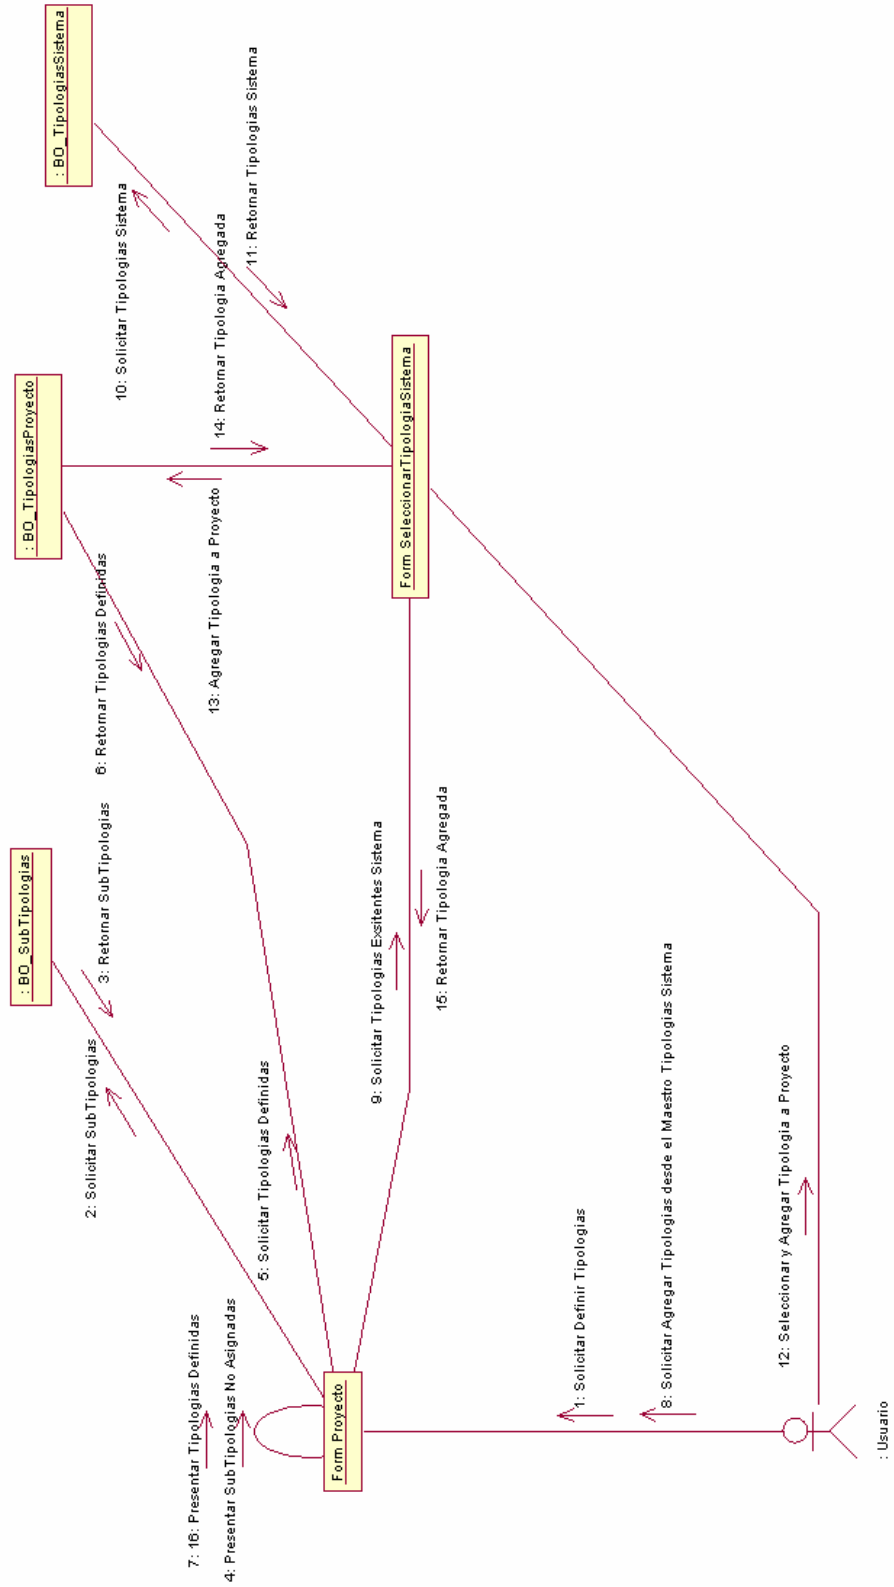 : BO_SubTipologias
: BO_TipologiasProyecto
: BO_TipologiasSistema
2: Solicitar SubTipologias
3: Retornar SubTipologias
6: Retornar Tipologias Definidas
10: Solicitar Tipologias Sistema
7: 16: Presentar Tipologias Definidas
13: Agregar Tipologia a Proyecto
14: Retornar Tipologia Agregada
11: Retornar Tipologias Sistema
4: Presentar SubTipologias No Asignadas
5: Solicitar Tipologias Definidas
Form Proyecto
9: Solicitar Tipologias Exsitentes Sistema
Form SeleccionarTipologiaSistema
15: Retornar Tipologia Agregada
1: Solicitar Definir Tipologias
8: Solicitar Agregar Tipologias desde el Maestro Tipologias Sistema
12: Seleccionar y Agregar Tipologia a Proyecto
: Usuario